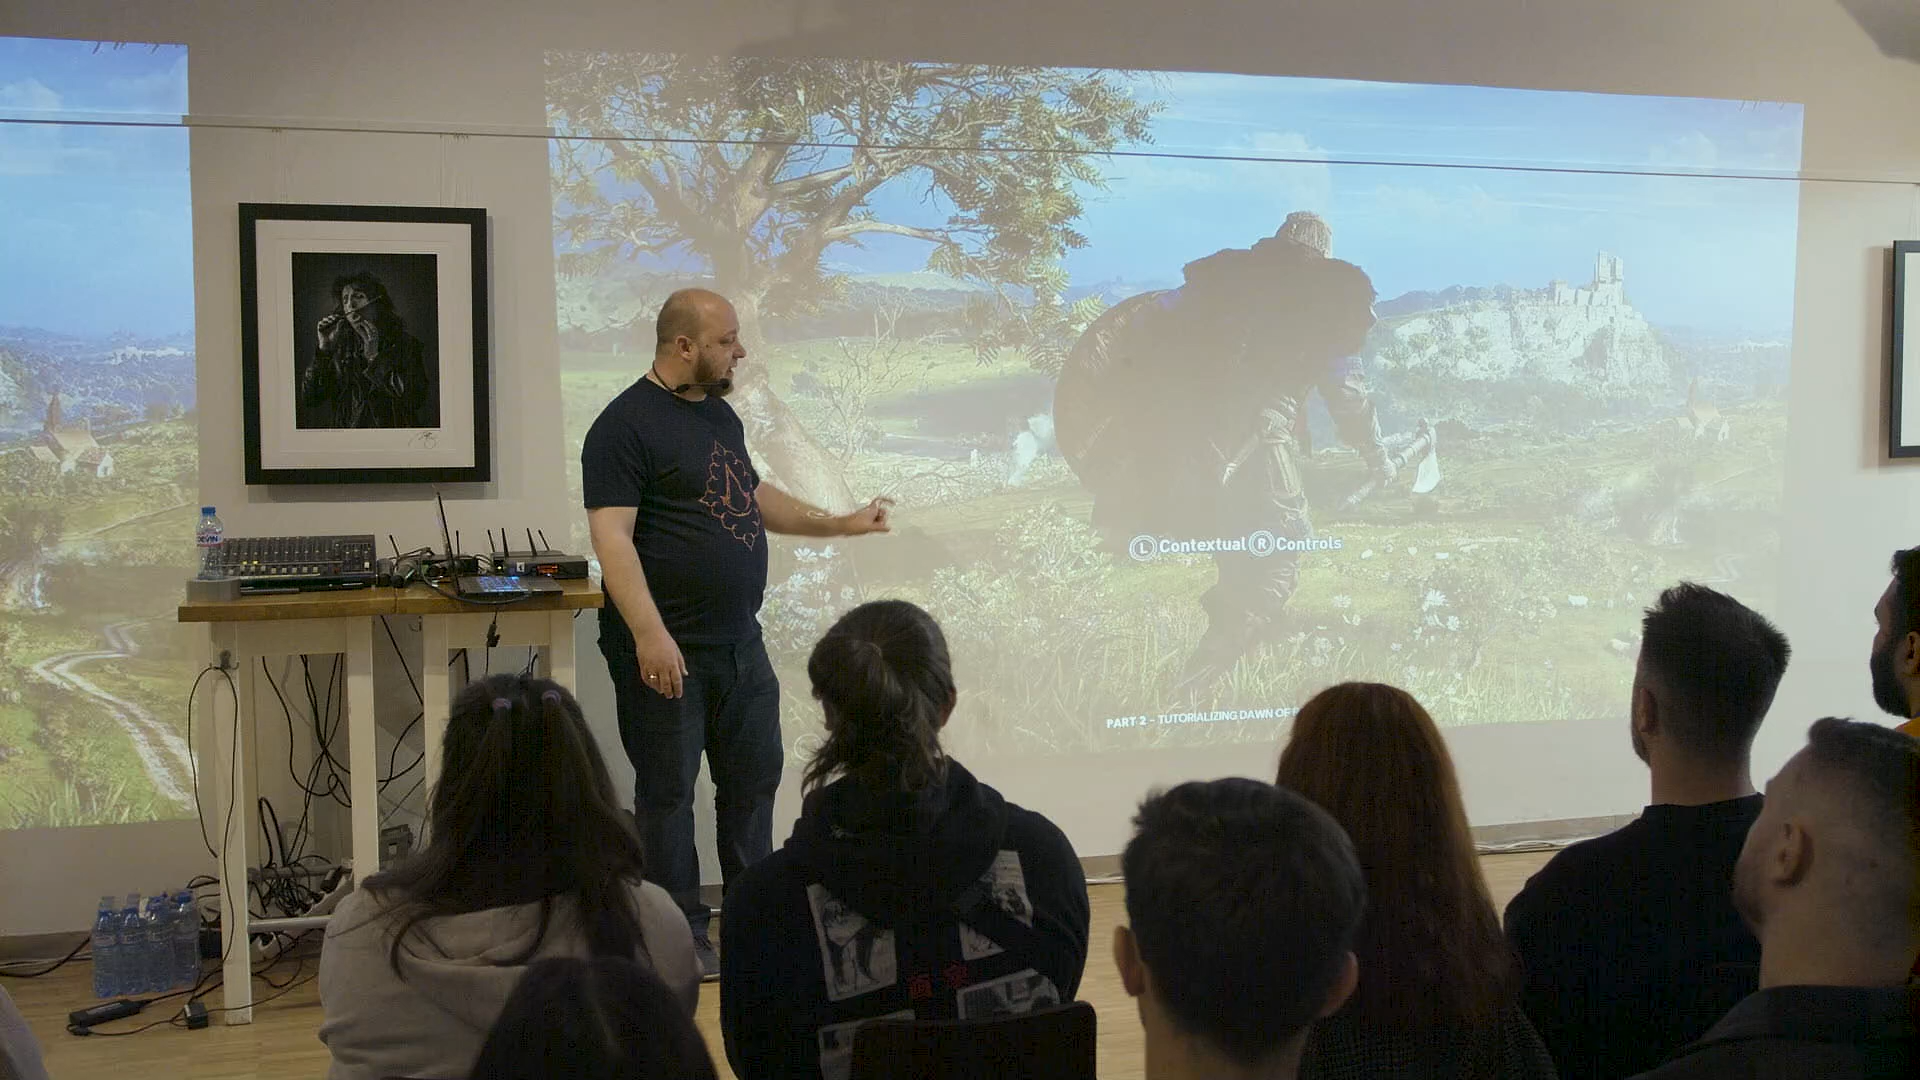 DEVIN
L Contextual R Controls
PART 2 - TUTORIALIZING DAWN OF